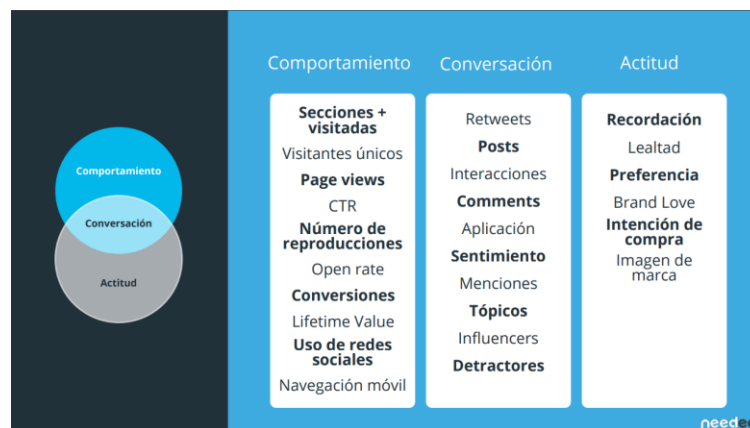 Comportamiento
Conversación
Actitud
Comportamiento
Secciones +
visitadas
Visitantes únicos
Page views
CTR
Número de
reproducciones
Open rate
Conversiones
Lifetime Value
Uso de redes
sociales
Navegación móvil
Conversación
Retweets
Posts
Interacciones
Comments
Aplicación
Sentimiento
Menciones
Tópicos
Influencers
Detractores
Actitud
Recordación
Lealtad
Preferencia
Brand Love
Intención de
compra
Imagen de
marca